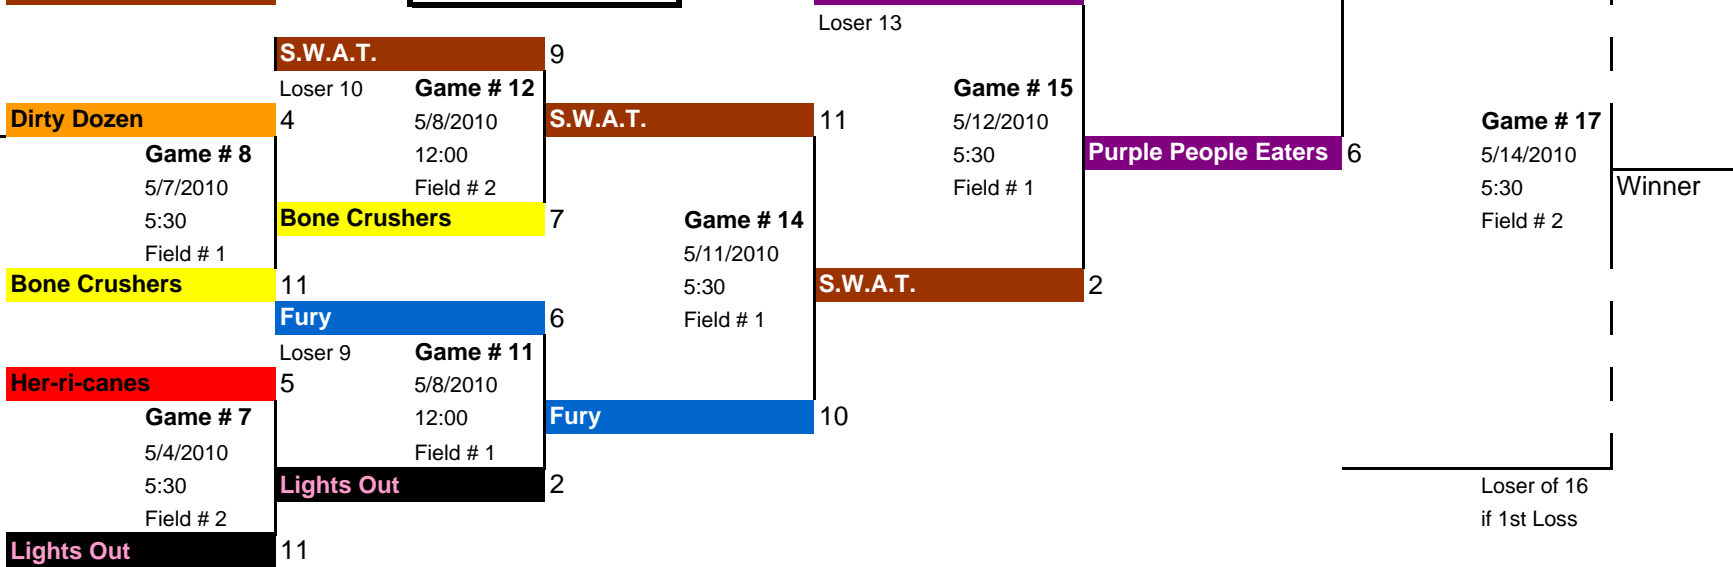 Loser 13
S.W.A.T. 9
Loser 10 Game # 12 Game # 15
Dirty Dozen 4 5/8/2010 S.W.A.T. 11 5/12/2010 Game # 17
Game # 8 12:00 5:30 Purple People Eaters 6 5/14/2010
5/7/2010 Field # 2 Field # 1 5:30 Winner
5:30 Bone Crushers 7 Game # 14 Field # 2
Field # 1 5/11/2010
Bone Crushers 11 5:30 S.W.A.T. 2
Fury 6 Field # 1
Loser 9 Game # 11
Her-ri-canes 5 5/8/2010
Game # 7 12:00 Fury 10
5/4/2010 Field # 1
5:30 Lights Out 2 Loser of 16
Field # 2 if 1st Loss
Lights Out 11